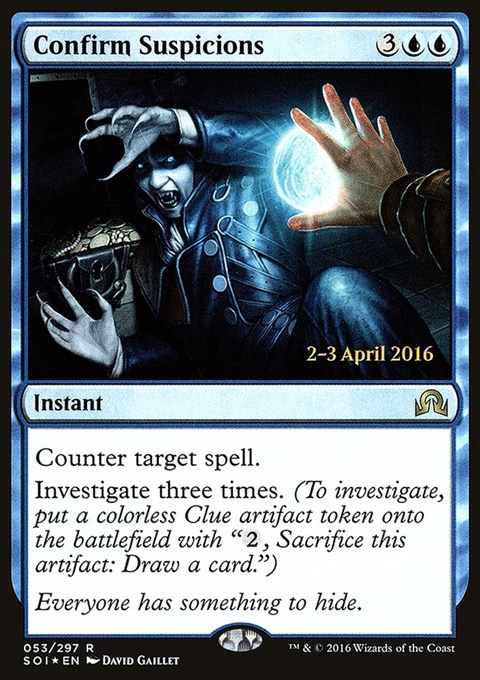 Confirm Suspicions 3
2–3 April 2016
Instant
Counter target spell.
Investigate three times. (To investigate,
put a colorless Clue artifact token onto
the battlefield with “2, Sacrifice this
artifact: Draw a card.”)
Everyone has something to hide.
053/297 R
SOI★EN David Gaillet
™ & © 2016 Wizards of the Coast